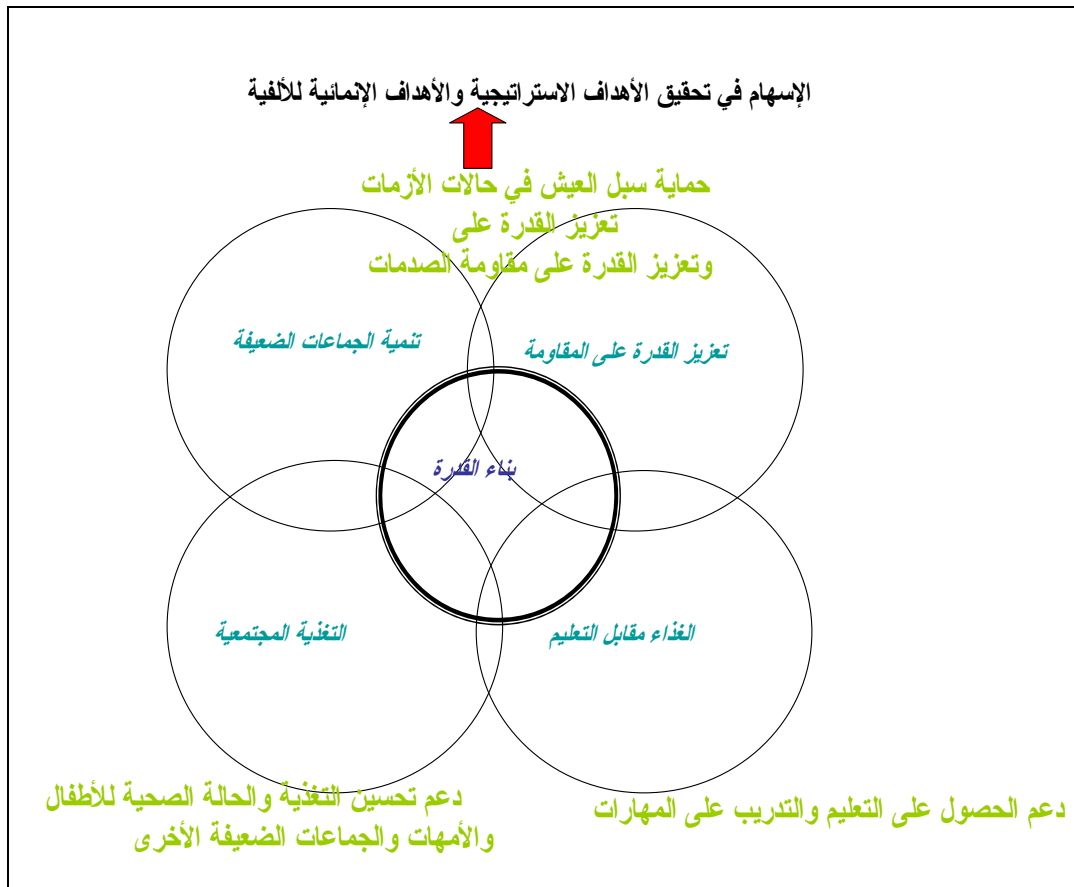 الإسهام في تحقيق الأهداف الاستراتيجية والأهداف الإنمائية للألفية
حماية سبل العيش في حالات الأزمات
تعزيز القدرة على
وتعزيز القدرة على مقاومة الصدمات
تعزيز القدرة على المقاومة
تنمية الجماعات الضعيفة
بناء القدرة
الغذاء مقابل التعليم
التغذية المجتمعية
دعم الحصول على التعليم والتدريب على المهارات
دعم تحسين التغذية والحالة الصحية للأطفال
والأمهات والجماعات الضعيفة الأخرى